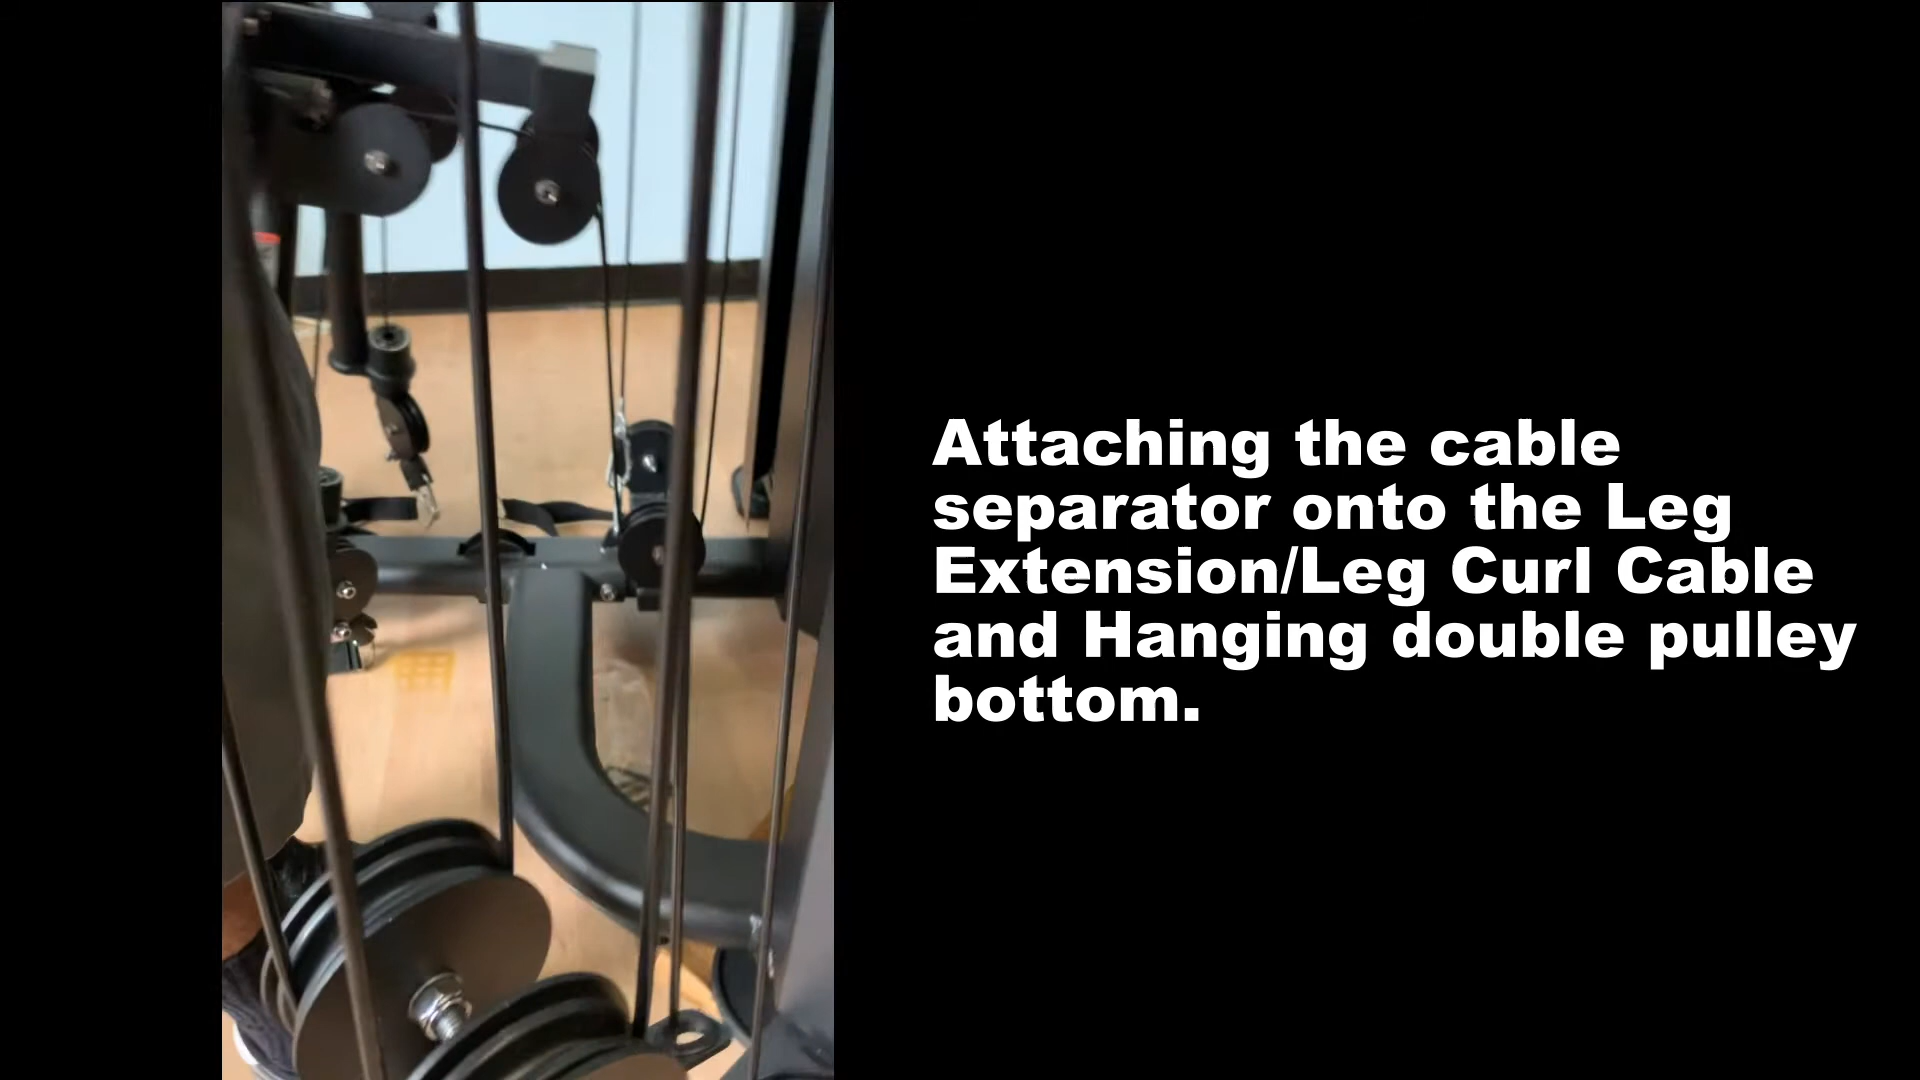 Attaching the cable
separator onto the Leg
Extension/Leg Curl Cable
and Hanging double pulley
bottom.